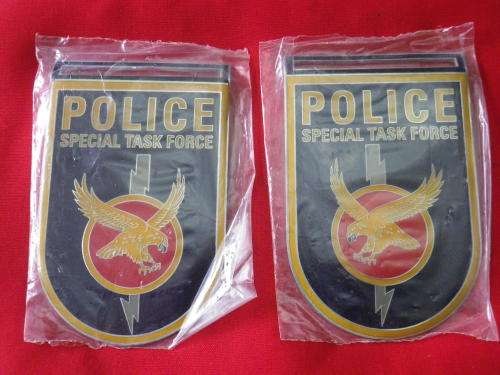 POLICE
SPECIAL TASK FORCE
POLICE
SPECIAL TASK FORCE